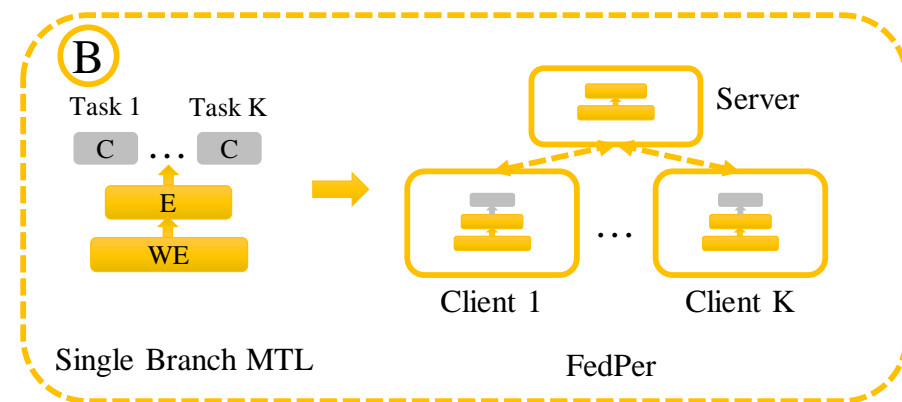 B
Task 1 Task K
C ... C
E
WE
Single Branch MTL
Server
...
Client 1 Client K
FedPer